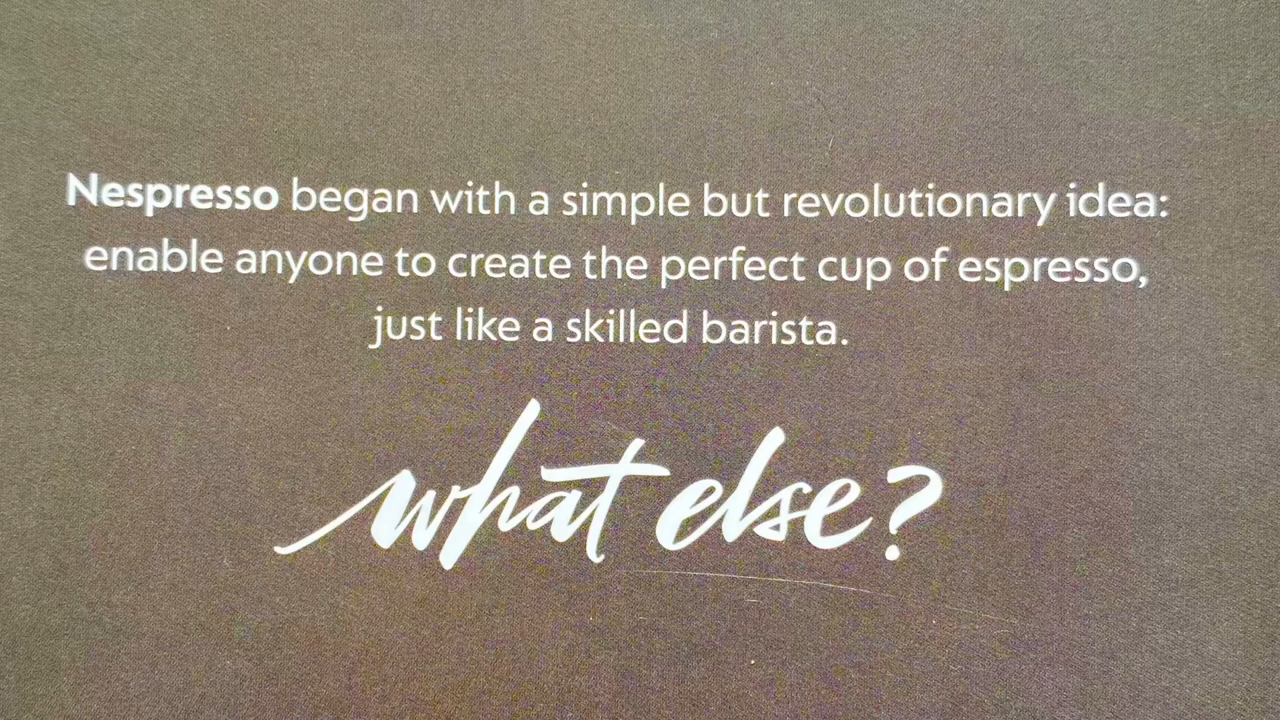 Nespresso began with a simple but revolutionary idea:
enable anyone to create the perfect cup of espresso,
just like a skilled barista.
what else?